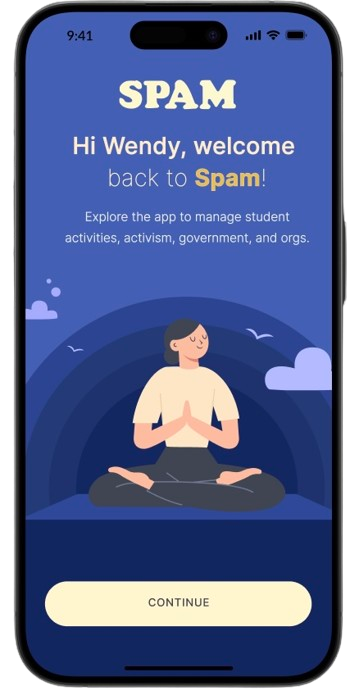 9:41
SPAM
Hi Wendy, welcome
back to Spam!
Explore the app to manage student
activities, activism, government, and orgs.
CONTINUE